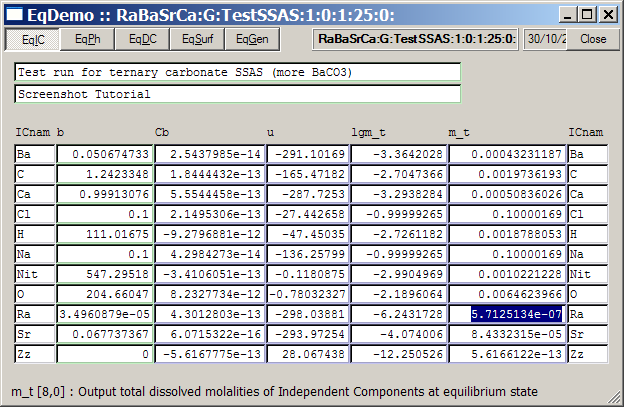 EqDemo :: RaBaSrCa:G:TestSSAS:1:0:1:25:0:
EqIC EqPh EqDC EqSurf EqGen RaBaSrCa:G:TestSSAS:1:0:1:25:0: 30/10/2 Close
Test run for ternary carbonate SSAS (more BaCO3)
Screenshot Tutorial
ICnam b Cb u lgm_t m_t ICnam
Ba 0.050674733 2.5437985e-14 -291.10169 -3.3642028 0.00043231187 Ba
C 1.2423348 1.8444432e-13 -165.47182 -2.7047366 0.0019736193 C
Ca 0.99913076 5.5544458e-13 -287.7253 -3.2938284 0.00050836026 Ca
Cl 0.1 2.1495306e-13 -27.442658 -0.99999265 0.10000169 Cl
H 111.01675 -9.2796881e-12 -47.45035 -2.7261182 0.0018788053 H
Na 0.1 4.2984273e-14 -136.25799 -0.99999265 0.10000169 Na
Nit 547.29518 -3.4106051e-13 -0.1180875 -2.9904969 0.0010221228 Nit
O 204.66047 8.2327734e-12 -0.78032327 -2.1896064 0.0064623966 O
Ra 3.4960879e-05 4.3012803e-13 -298.03881 -6.2431728 5.7125134e-07 Ra
Sr 0.067737367 6.0715322e-16 -293.97254 -4.074006 8.4332315e-05 Sr
Zz 0 -5.6167775e-13 28.067438 -12.250526 5.6166122e-13 Zz
m_t [8,0] : Output total dissolved molalities of Independent Components at equilibrium state